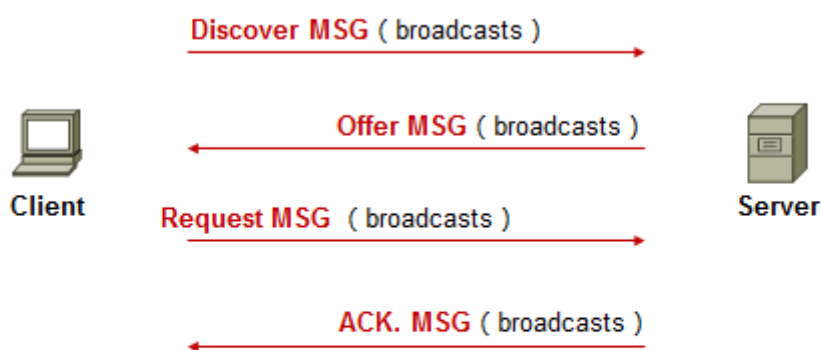 Discover MSG ( broadcasts )
Offer MSG ( broadcasts )
Client
Server
Request MSG ( broadcasts )
ACK. MSG ( broadcasts )